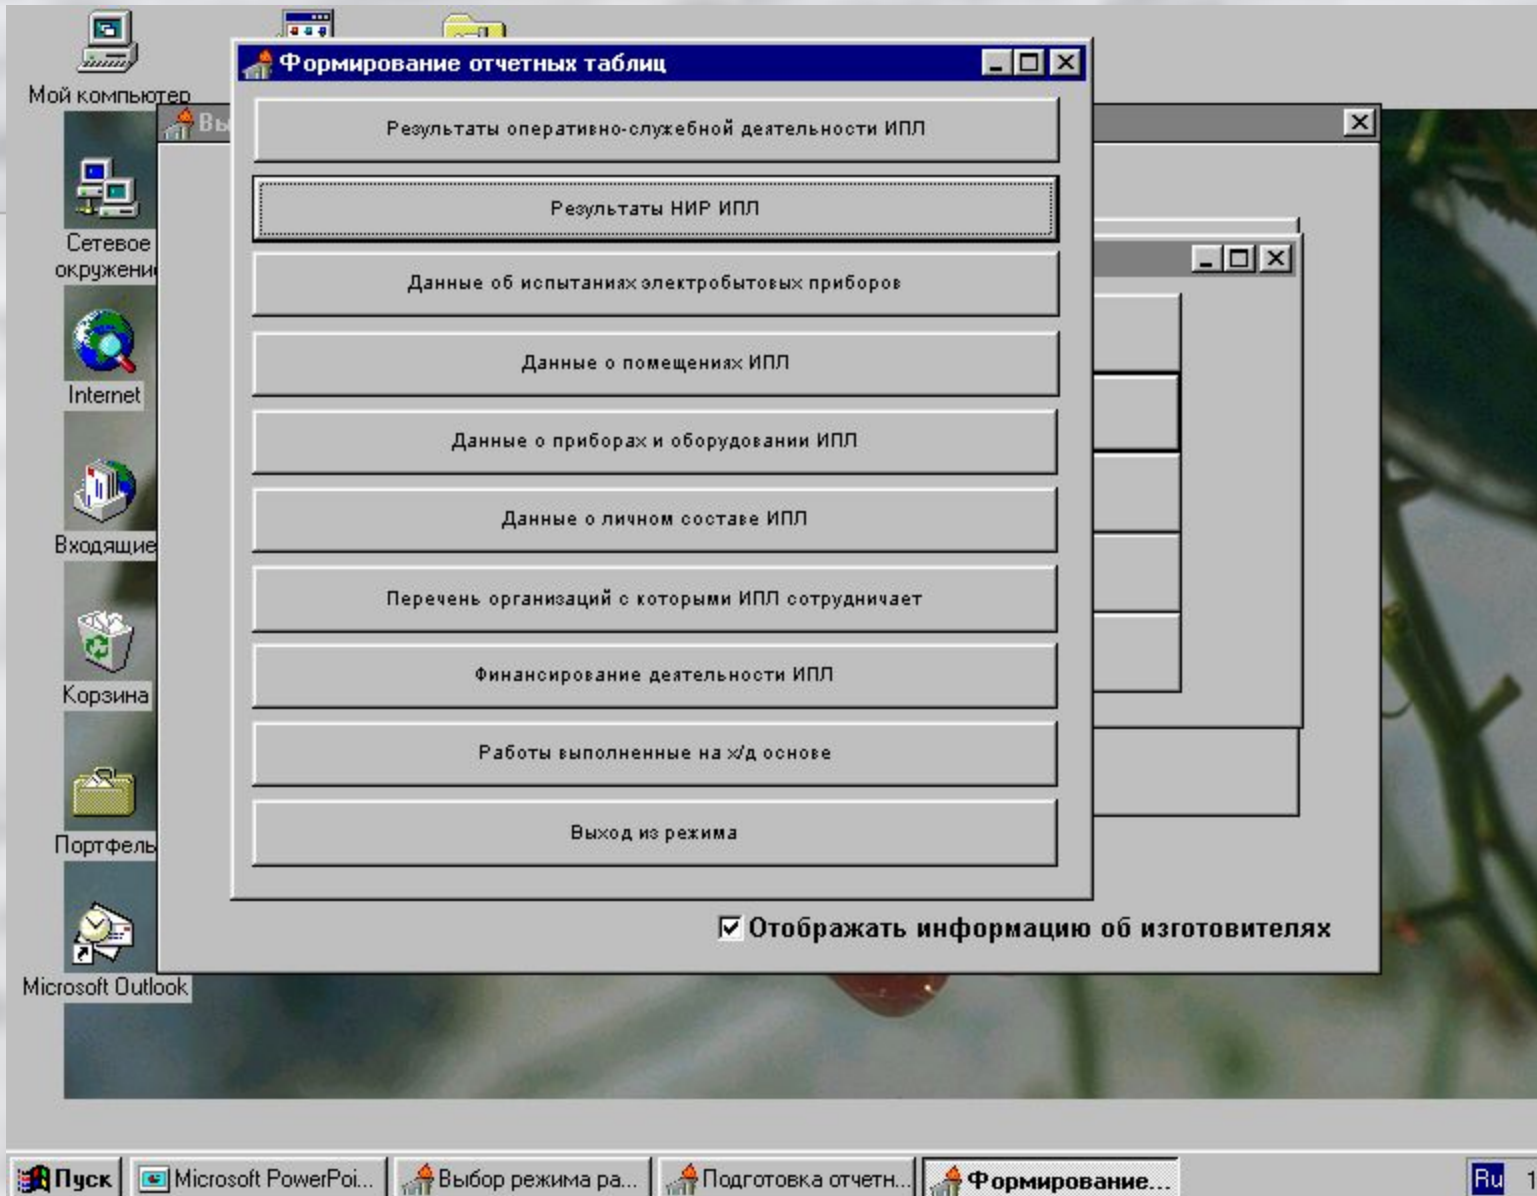 Мой компьютер
Формирование отчетных таблиц
Вы
Результаты оперативно-служебной деятельности ИПЛ
Результаты НИР ИПЛ
Данные об испытаниях электробытовых приборов
Данные о помещениях ИПЛ
Данные о приборах и оборудовании ИПЛ
Данные о личном составе ИПЛ
Перечень организаций с которыми ИПЛ сотрудничает
Финансирование деятельности ИПЛ
Работы выполненные на х/д основе
Выход из режима
Отображать информацию об изготовителях
Сетевое
окружени
Internet
Входящие
Корзина
Портфель
Microsoft Outlook
Пуск
Microsoft PowerPoi...
Выбор режима ра...
Подготовка отчетн...
Формирование...
Ru
1